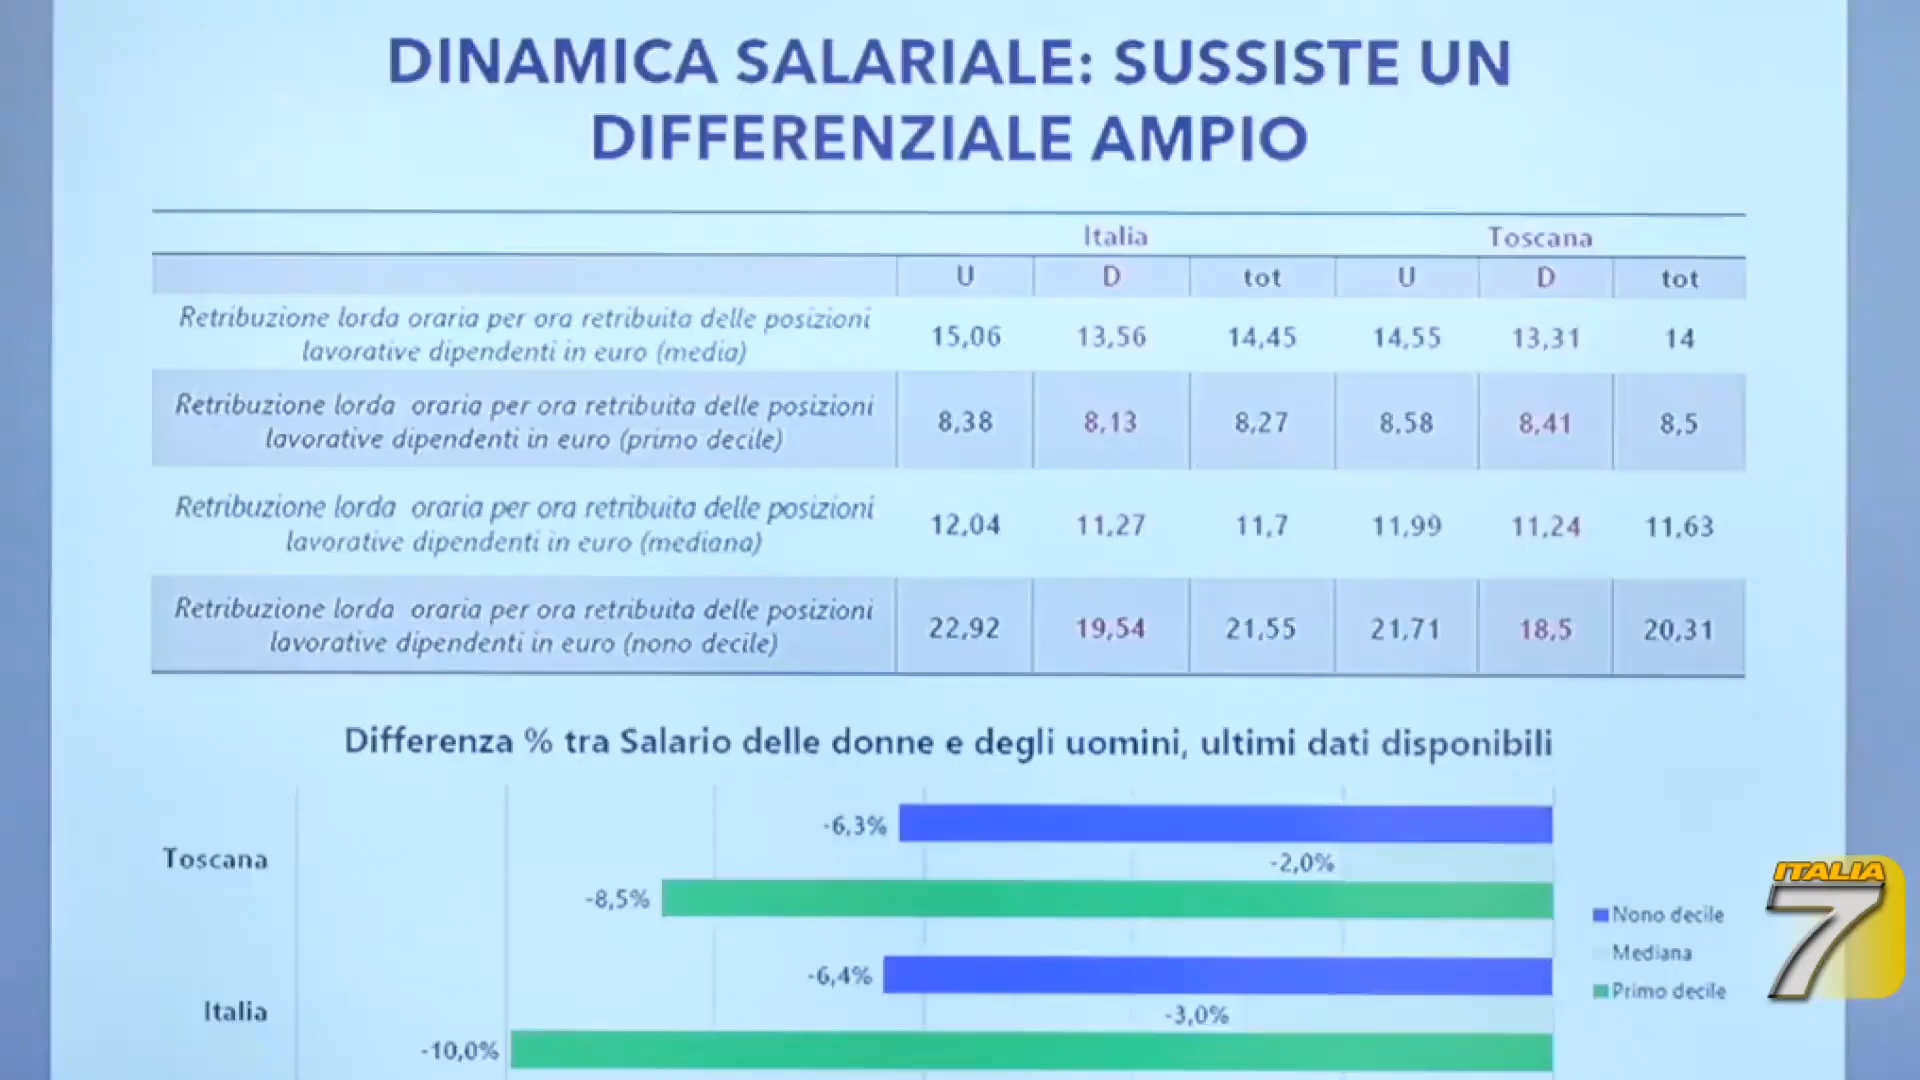 DINAMICA SALARIALE: SUSSISTE UN
DIFFERENZIALE AMPIO
Italia Toscana
U D tot U D tot
Retribuzione lorda oraria per ora retribuita delle posizioni
lavorative dipendenti in euro (media)
15,06 13,56 14,45 14,55 13,31 14
Retribuzione lorda oraria per ora retribuita delle posizioni
lavorative dipendenti in euro (primo decile)
8,38 8,13 8,27 8,58 8,41 8,5
Retribuzione lorda oraria per ora retribuita delle posizioni
lavorative dipendenti in euro (mediana)
12,04 11,27 11,7 11,99 11,24 11,63
Retribuzione lorda oraria per ora retribuita delle posizioni
lavorative dipendenti in euro (nono decile)
22,92 19,54 21,55 21,71 18,5 20,31
Differenza % tra Salario delle donne e degli uomini, ultimi dati disponibili
Toscana
-6,3%
-2,0%
-8,5%
Italia
-6,4%
-3,0%
-10,0%
Nono decile
Mediana
Primo decile
ITALIA
7